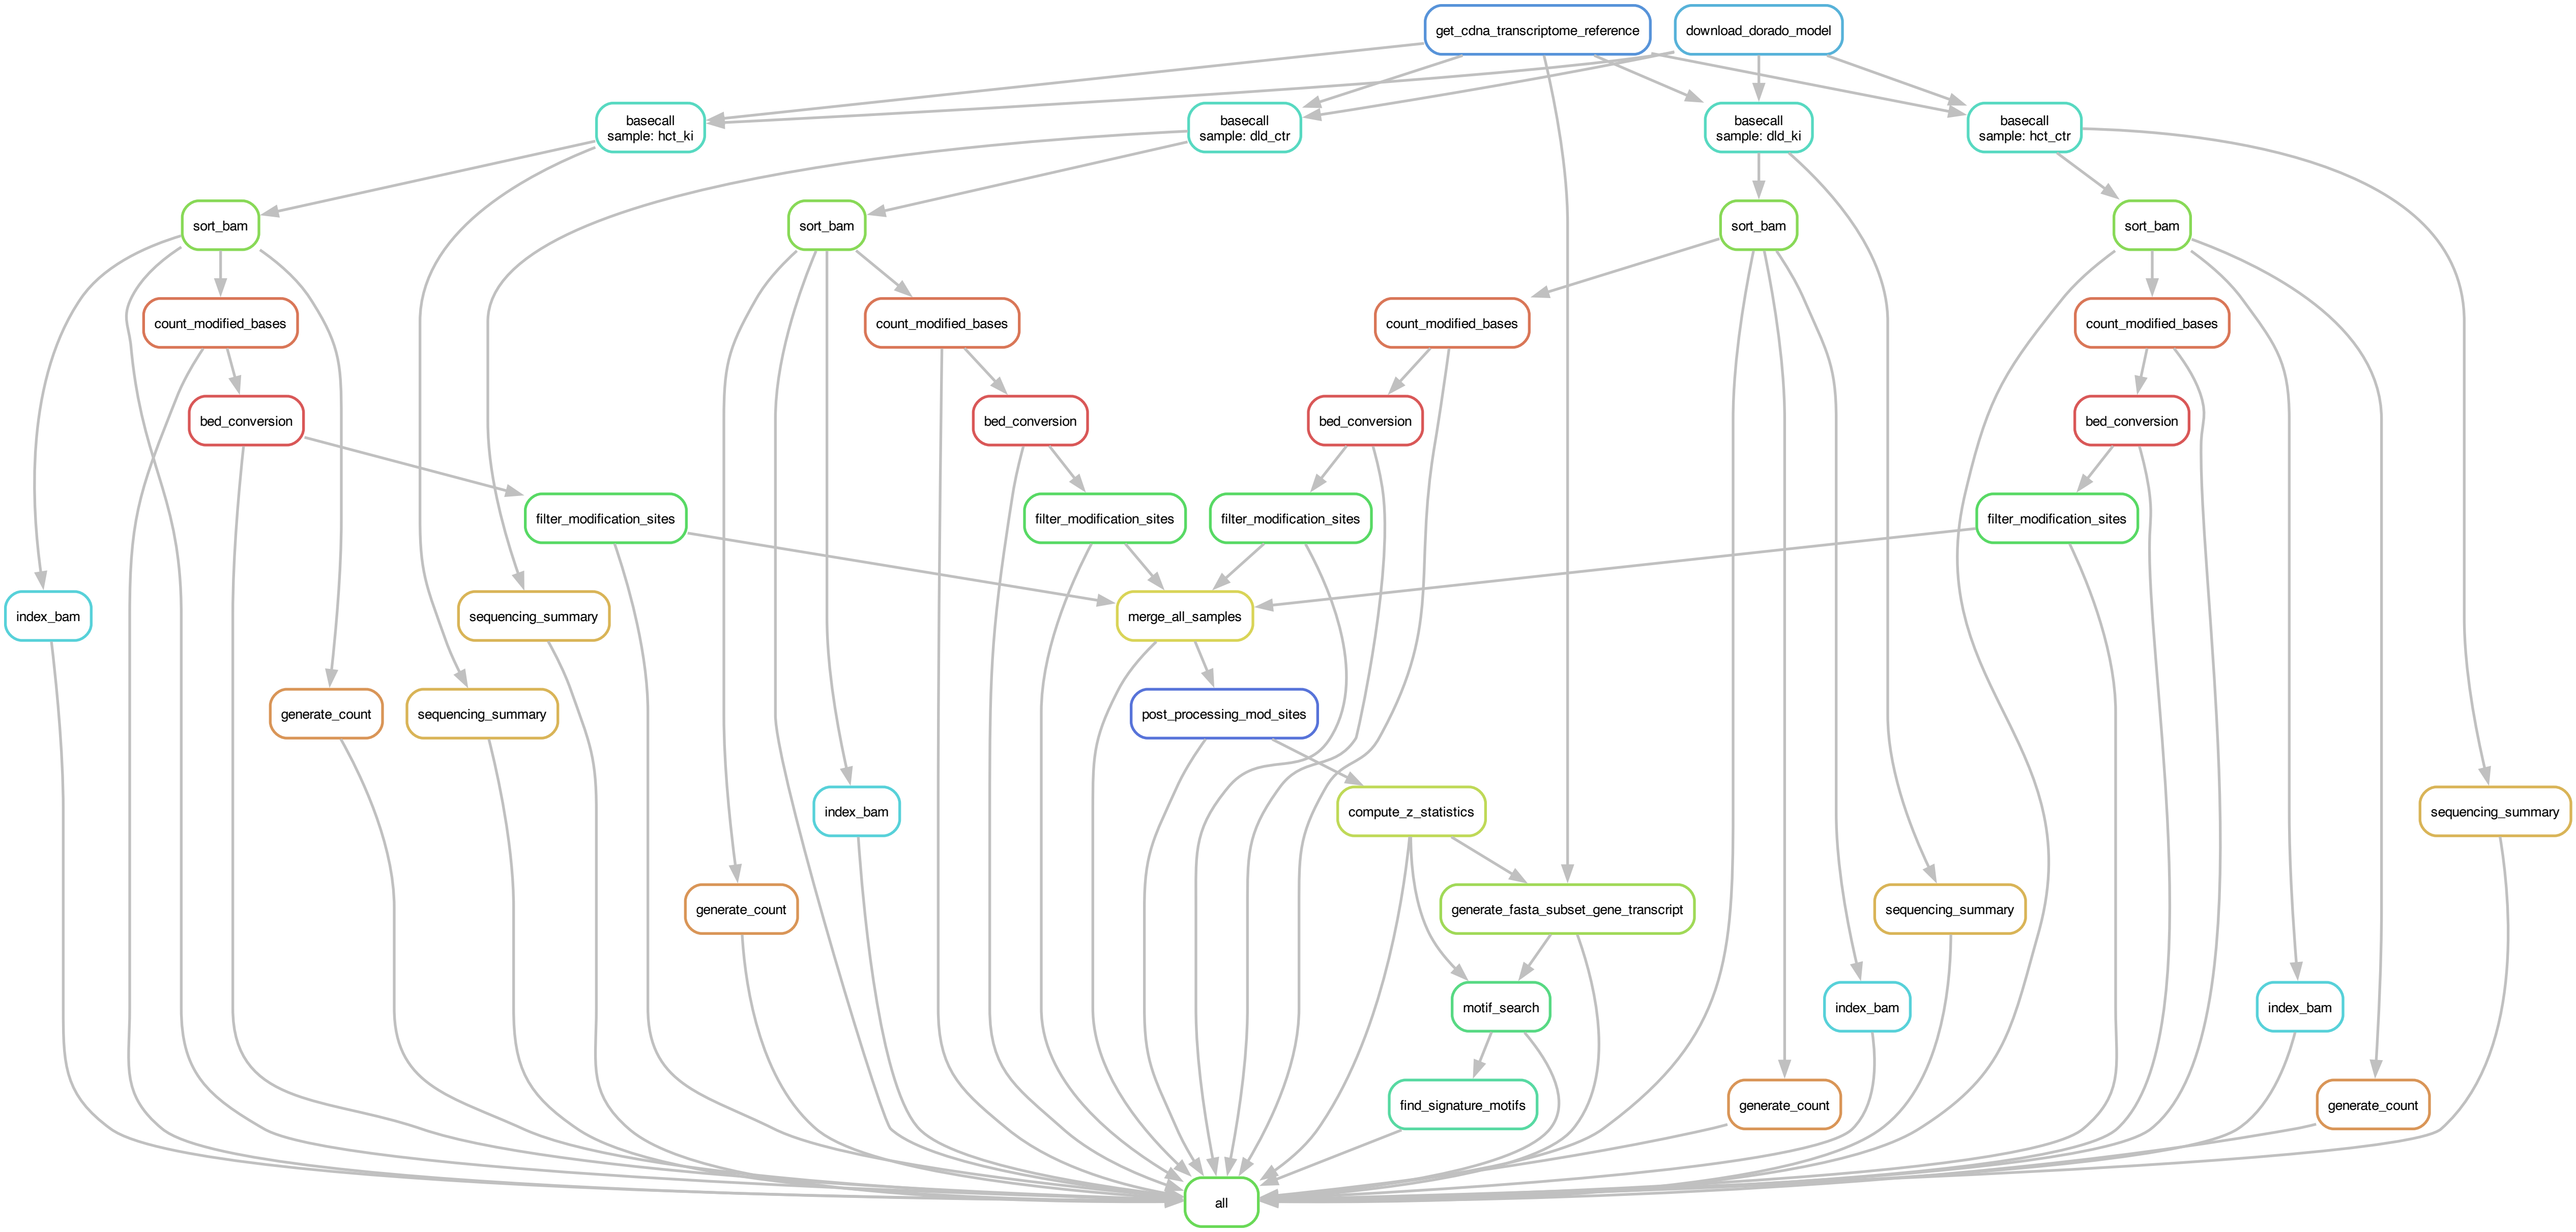 get_cdna_transcriptome_reference
download_dorado_model
basecall
sample: hct_ki
basecall
sample: dld_ctr
basecall
sample: dld_ki
basecall
sample: hct_ctr
sort_bam
sort_bam
sort_bam
sort_bam
count_modified_bases
count_modified_bases
count_modified_bases
count_modified_bases
bed_conversion
bed_conversion
bed_conversion
bed_conversion
filter_modification_sites
filter_modification_sites
filter_modification_sites
filter_modification_sites
index_bam
sequencing_summary
merge_all_samples
generate_count
sequencing_summary
post_processing_mod_sites
index_bam
compute_z_statistics
sequencing_summary
generate_count
generate_fasta_subset_gene_transcript
sequencing_summary
motif_search
index_bam
index_bam
find_signature_motifs
generate_count
generate_count
all